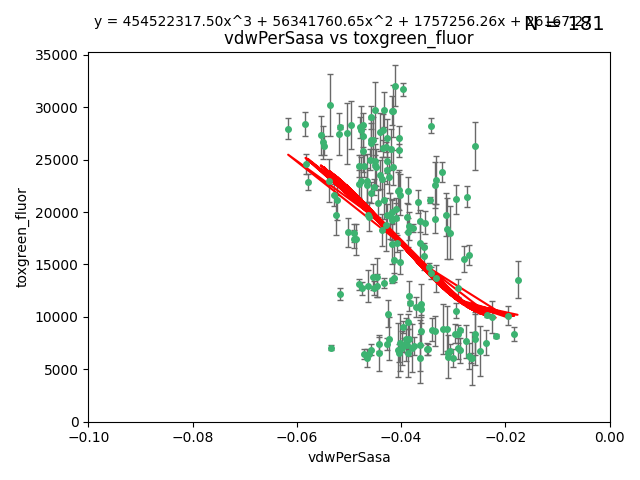 y = 454522317.50x^3 + 56341760.65x^2 + 1757256.26x +
N = 181
vdwPerSasa vs toxgreen_fluor
35000
30000
25000
20000
15000
10000
5000
0
toxgreen_fluor
−0.10 −0.08 −0.06 −0.04 −0.02 0.00
vdwPerSasa